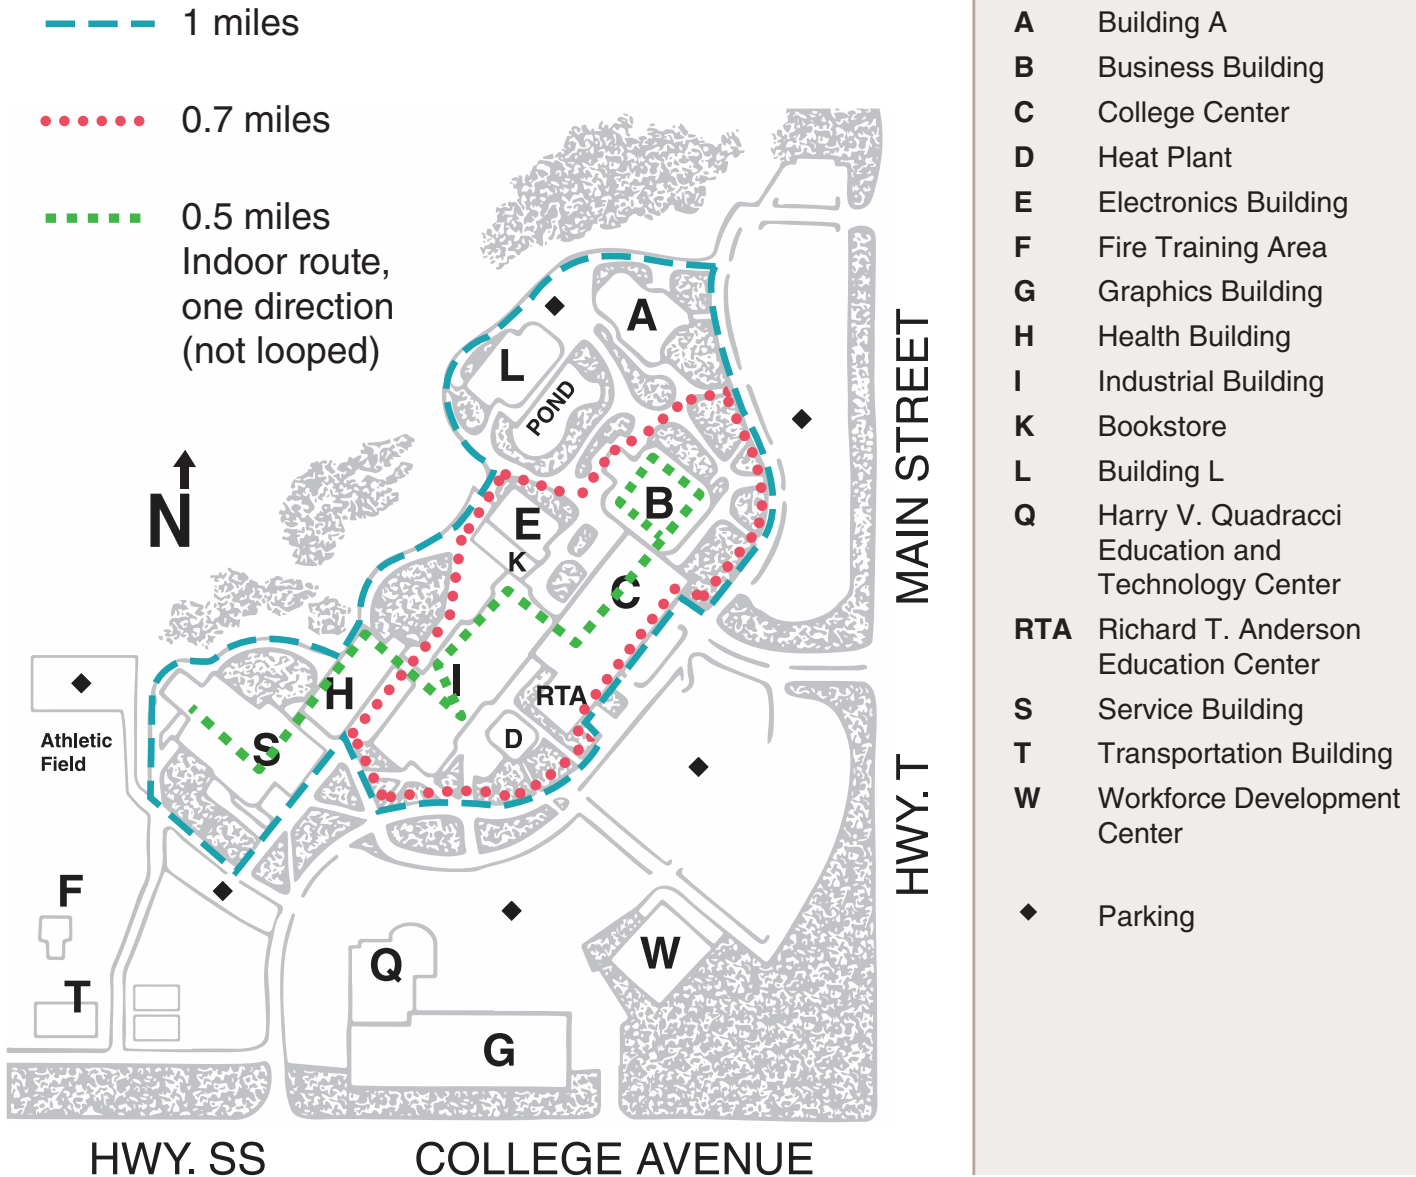 1 miles
0.7 miles
0.5 miles
Indoor route,
one direction
(not looped)
N
A
L
POND
B
E
K
C
H
I
RTA
S
D
Athletic
Field
F
T
Q
W
G
MAIN STREET
HWY. T
HWY. SS
COLLEGE AVENUE
A Building A
B Business Building
C College Center
D Heat Plant
E Electronics Building
F Fire Training Area
G Graphics Building
H Health Building
I Industrial Building
K Bookstore
L Building L
Q Harry V. Quadracci
Education and
Technology Center
RTA Richard T. Anderson
Education Center
S Service Building
T Transportation Building
W Workforce Development
Center
Parking